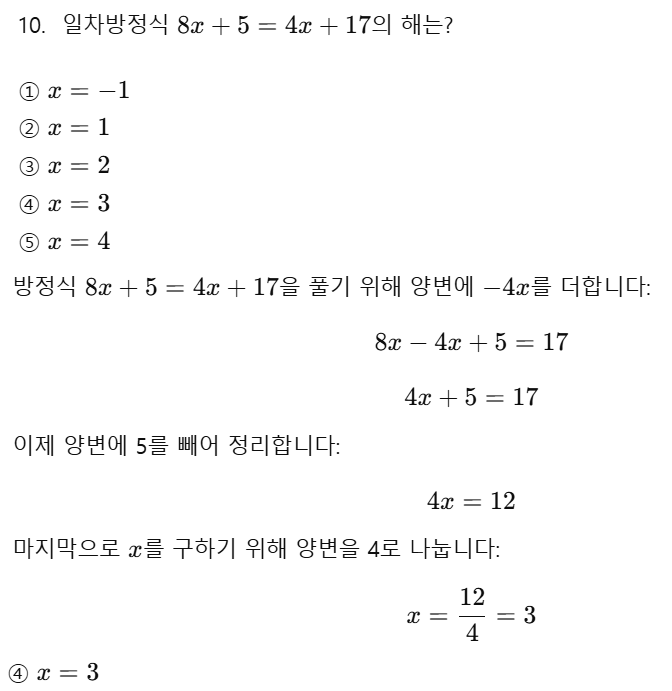 10. 일차방정식 8x + 5 = 4x + 17의 해는?
① x = −1
② x = 1
③ x = 2
④ x = 3
⑤ x = 4
방정식 8x + 5 = 4x + 17을 풀기 위해 양변에 −4x를 더합니다:
8x − 4x + 5 = 17
4x + 5 = 17
이제 양변에 5를 빼어 정리합니다:
4x = 12
마지막으로 x를 구하기 위해 양변을 4로 나눕니다:
x = 12/4 = 3
④ x = 3